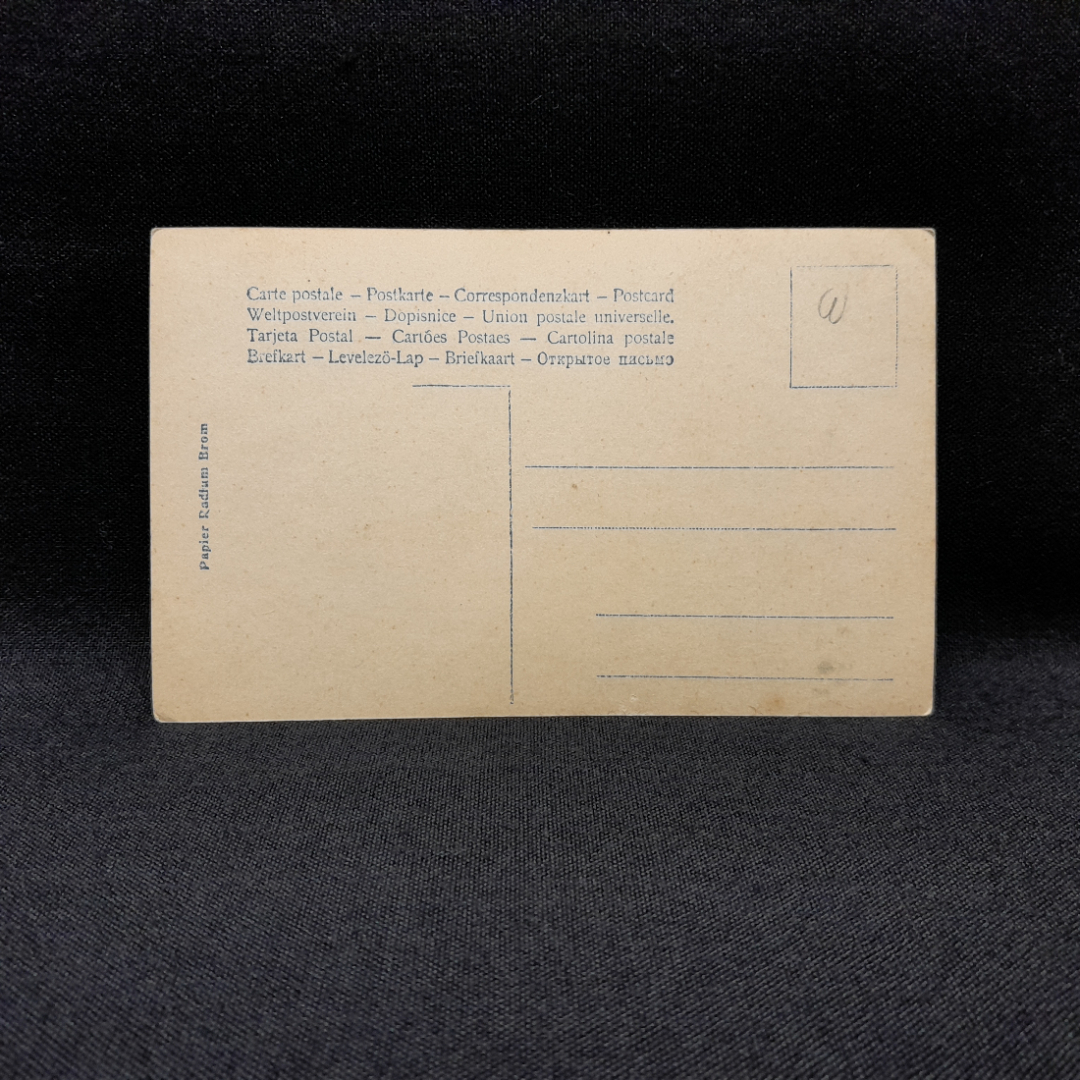 Carte postale – Postkarte – Correspondenzkart – Postcard
Weltpostverein – Dopisnice – Union postale universelle.
Tarjeta Postal — Cartões Postaes — Cartolina postale
Brefkart – Levelező-Lap – Briefkaart – Открытое письмо
Papier Radium Brom